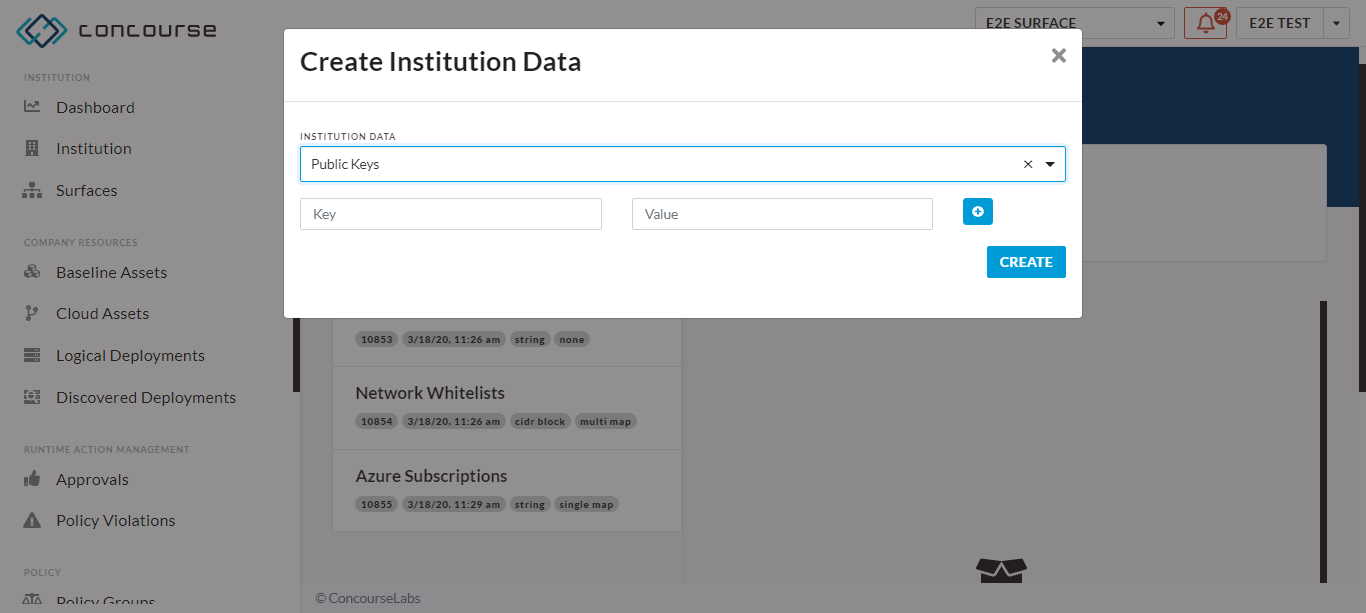 concourse
E2E SURFACE
24
E2E TEST
Create Institution Data
INSTITUTION DATA
Public Keys
Key
Value
CREATE
INSTITUTION
Dashboard
Institution
Surfaces
COMPANY RESOURCES
Baseline Assets
Cloud Assets
Logical Deployments
Discovered Deployments
RUNTIME ACTION MANAGEMENT
Approvals
Policy Violations
POLICY
Policy Groups
10853 3/18/20, 11:26 am string none
Network Whitelists
10854 3/18/20, 11:26 am cidr block multi map
Azure Subscriptions
10855 3/18/20, 11:29 am string single map
© ConcourseLabs